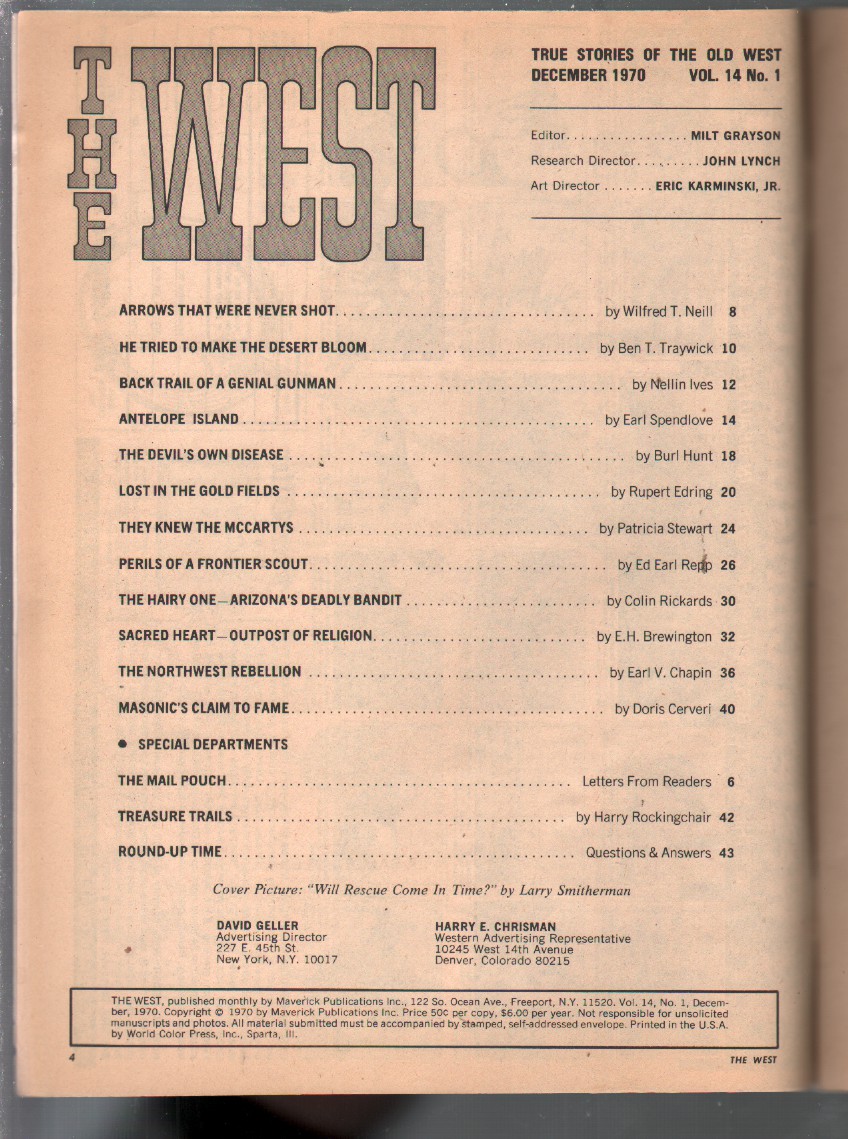 THE WEST
TRUE STORIES OF THE OLD WEST
DECEMBER 1970 VOL. 14 No. 1
Editor................. MILT GRAYSON
Research Director......... JOHN LYNCH
Art Director ....... ERIC KARMINSKI, JR.
ARROWS THAT WERE NEVER SHOT.................................. by Wilfred T. Neill 8
HE TRIED TO MAKE THE DESERT BLOOM............................. by Ben T. Traywick 10
BACK TRAIL OF A GENIAL GUNMAN..................................... by Nellin Ives 12
ANTELOPE ISLAND .............................................. by Earl Spendlove 14
THE DEVIL'S OWN DISEASE ............................................ by Burl Hunt 18
LOST IN THE GOLD FIELDS ......................................... by Rupert Edring 20
THEY KNEW THE MCCARTYS ...................................... by Patricia Stewart 24
PERILS OF A FRONTIER SCOUT....................................... by Ed Earl Repp 26
THE HAIRY ONE—ARIZONA'S DEADLY BANDIT ......................... by Colin Rickards 30
SACRED HEART—OUTPOST OF RELIGION............................ by E.H. Brewington 32
THE NORTHWEST REBELLION ...................................... by Earl V. Chapin 36
MASONIC'S CLAIM TO FAME......................................... by Doris Cerveri 40
● SPECIAL DEPARTMENTS
THE MAIL POUCH............................................. Letters From Readers 6
TREASURE TRAILS ........................................... by Harry Rockingchair 42
ROUND-UP TIME.............................................. Questions & Answers 43
Cover Picture: "Will Rescue Come In Time?" by Larry Smitherman
DAVID GELLER
Advertising Director
227 E. 45th St.
New York, N.Y. 10017
HARRY E. CHRISMAN
Western Advertising Representative
10245 West 14th Avenue
Denver, Colorado 80215
THE WEST, published monthly by Maverick Publications Inc., 122 So. Ocean Ave., Freeport, N.Y. 11520. Vol. 14, No. 1, Decem-
ber, 1970. Copyright © 1970 by Maverick Publications Inc. Price 50c per copy, $6.00 per year. Not responsible for unsolicited
manuscripts and photos. All material submitted must be accompanied by stamped, self-addressed envelope. Printed in the U.S.A.
by World Color Press, Inc., Sparta, Ill.
4
THE WEST